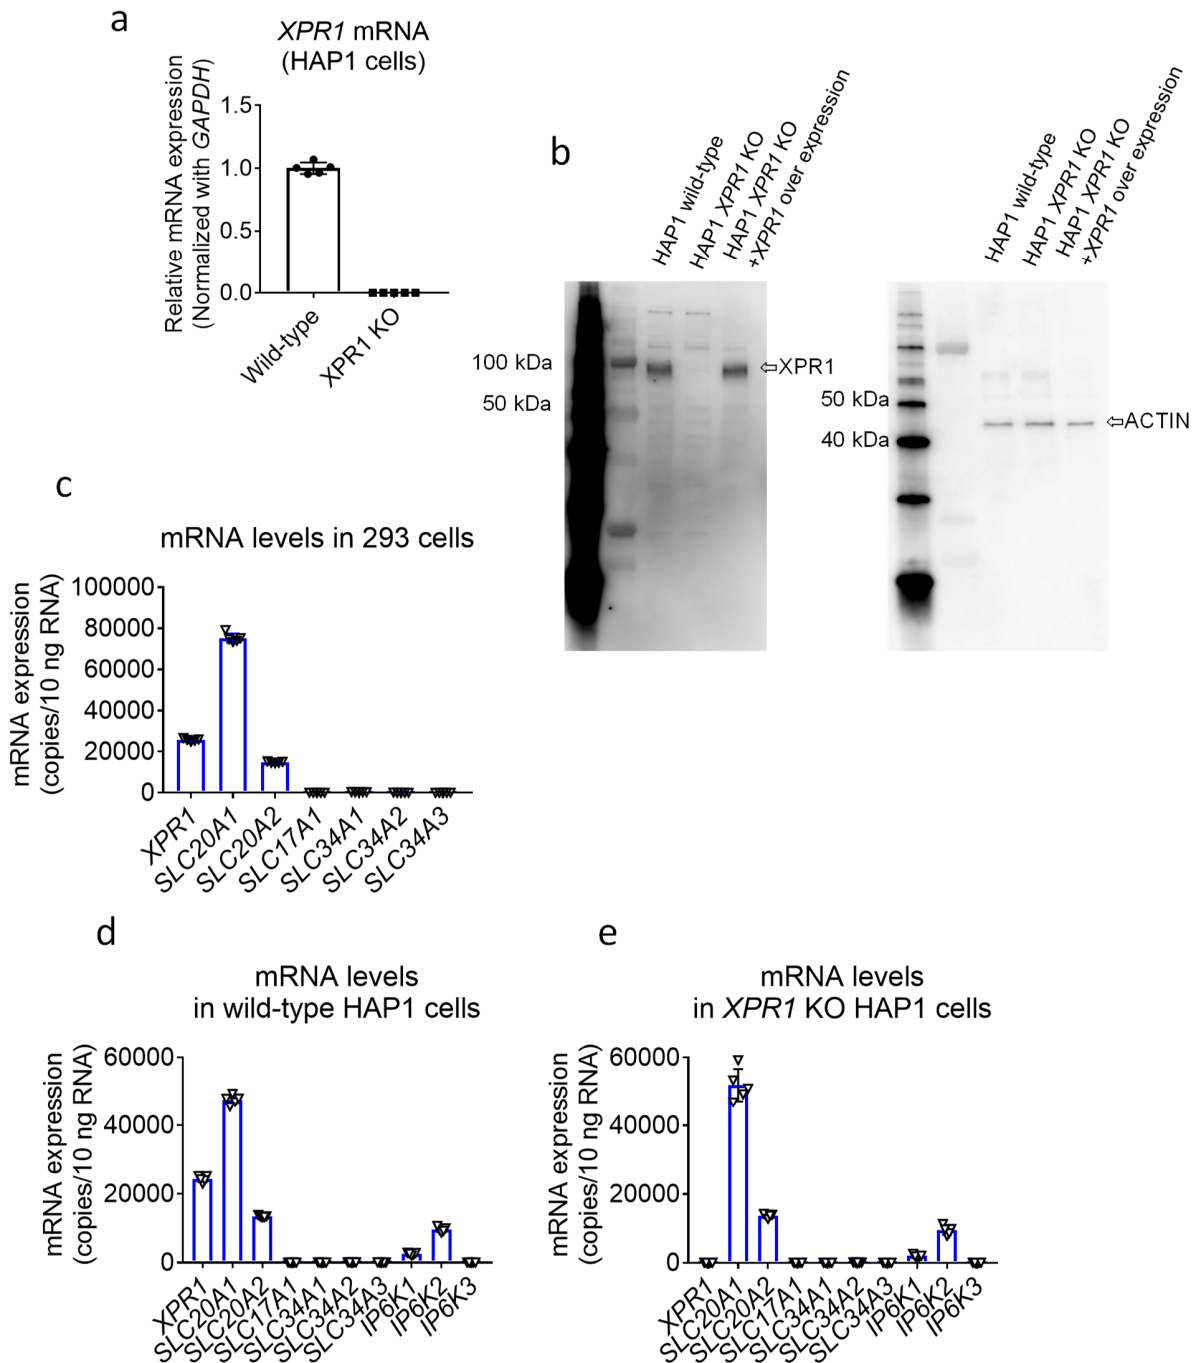 a
XPR1 mRNA
(HAP1 cells)
Relative mRNA expression
(Normalized with GAPDH)
1.5
1.0
0.5
0.0
Wild-type
XPR1 KO
b
HAP1 wild-type
HAP1 XPR1 KO
HAP1 XPR1 KO
+XPR1 over expression
100 kDa
50 kDa
⇦XPR1
HAP1 wild-type
HAP1 XPR1 KO
HAP1 XPR1 KO
+XPR1 over expression
50 kDa
40 kDa
⇦ACTIN
c
mRNA levels in 293 cells
mRNA expression
(copies/10 ng RNA)
100000
80000
60000
40000
20000
0
XPR1
SLC20A1
SLC20A2
SLC17A1
SLC34A1
SLC34A2
SLC34A3
d
mRNA levels
in wild-type HAP1 cells
mRNA expression
(copies/10 ng RNA)
60000
40000
20000
0
XPR1
SLC20A1
SLC20A2
SLC17A1
SLC34A1
SLC34A2
SLC34A3
IP6K1
IP6K2
IP6K3
e
mRNA levels
in XPR1 KO HAP1 cells
mRNA expression
(copies/10 ng RNA)
60000
40000
20000
0
XPR1
SLC20A1
SLC20A2
SLC17A1
SLC34A1
SLC34A2
SLC34A3
IP6K1
IP6K2
IP6K3